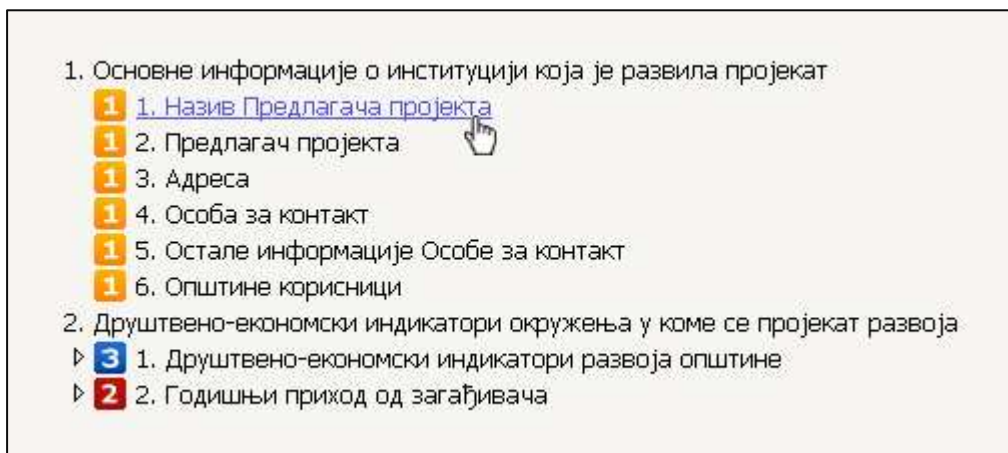 1. Основне информације о институцији која је развила пројекат
1 1. Назив Предлагача пројекта
1 2. Предлагач пројекта
1 3. Адреса
1 4. Особа за контакт
1 5. Остале информације Особе за контакт
1 6. Општине корисници
2. Друштвено-економски индикатори окружења у коме се пројекат развоја
3 1. Друштвено-економски индикатори развоја општине
2 2. Годишњи приход од загађивача